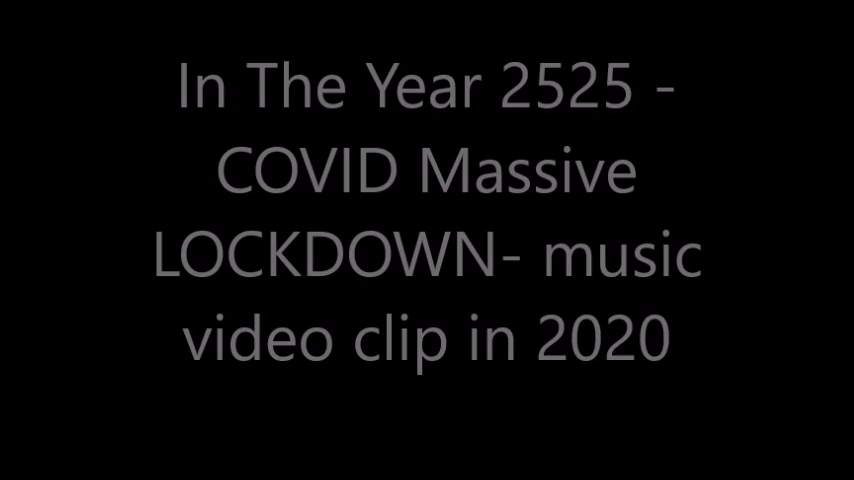 In The Year 2525 -
COVID Massive
LOCKDOWN- music
video clip in 2020